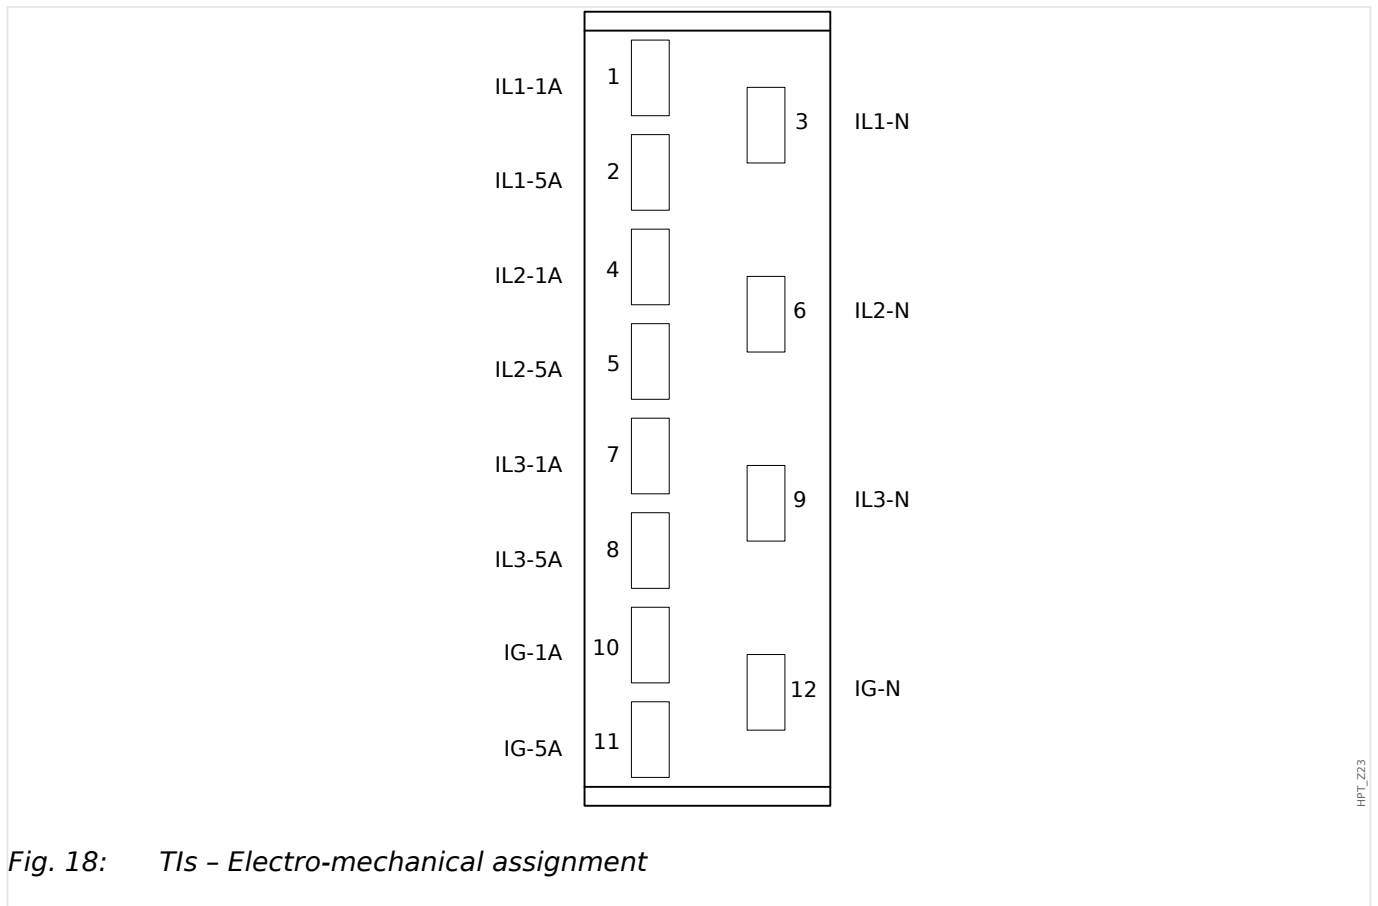 IL1-1A 1
3 IL1-N
IL1-5A 2
IL2-1A 4
6 IL2-N
IL2-5A 5
IL3-1A 7
9 IL3-N
IL3-5A 8
IG-1A 10
12 IG-N
IG-5A 11
HPT_Z23
Fig. 18: TIs – Electro-mechanical assignment